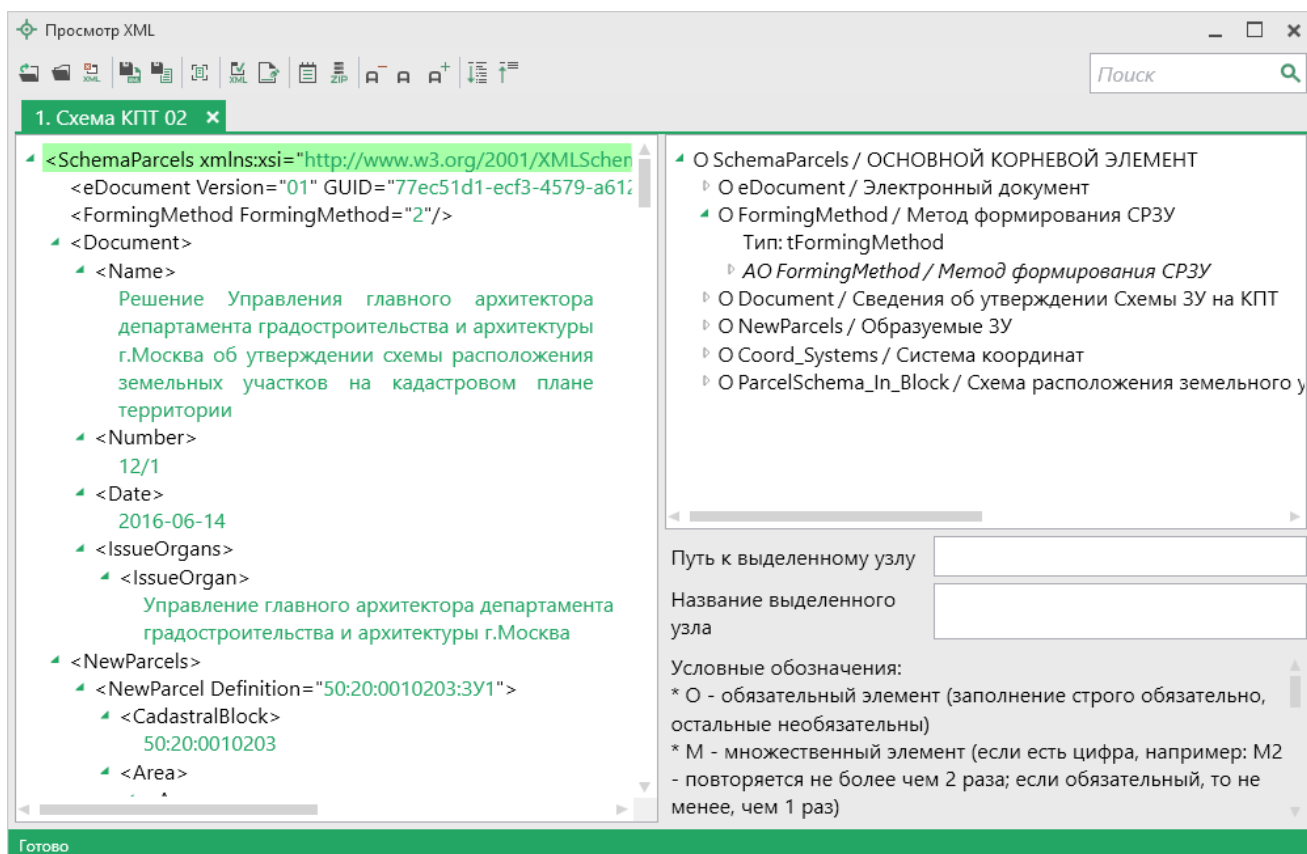 Просмотр XML
XML
XML
ZIP
Поиск
1. Схема КПТ 02
<SchemaParcels xmlns:xsi="http://www.w3.org/2001/XMLSchem
<eDocument Version="01" GUID="77ec51d1-ecf3-4579-a612
<FormingMethod FormingMethod="2"/>
<Document>
<Name>
Решение Управления главного архитектора
департамента градостроительства и архитектуры
г.Москва об утверждении схемы расположения
земельных участков на кадастровом плане
территории
<Number>
12/1
<Date>
2016-06-14
<IssueOrgans>
<IssueOrgan>
Управление главного архитектора департамента
градостроительства и архитектуры г.Москва
<NewParcels>
<NewParcel Definition="50:20:0010203:ЗУ1">
<CadastralBlock>
50:20:0010203
<Area>
О SchemaParcels / ОСНОВНОЙ КОРНЕВОЙ ЭЛЕМЕНТ
О eDocument / Электронный документ
О FormingMethod / Метод формирования СРЗУ
Тип: tFormingMethod
АО FormingMethod / Метод формирования СРЗУ
О Document / Сведения об утверждении Схемы ЗУ на КПТ
О NewParcels / Образуемые ЗУ
О Coord_Systems / Система координат
О ParcelSchema_In_Block / Схема расположения земельного у
Путь к выделенному узлу
Название выделенного
узла
Условные обозначения:
* О - обязательный элемент (заполнение строго обязательно,
остальные необязательны)
* М - множественный элемент (если есть цифра, например: М2
- повторяется не более чем 2 раза; если обязательный, то не
менее, чем 1 раз)
Готово